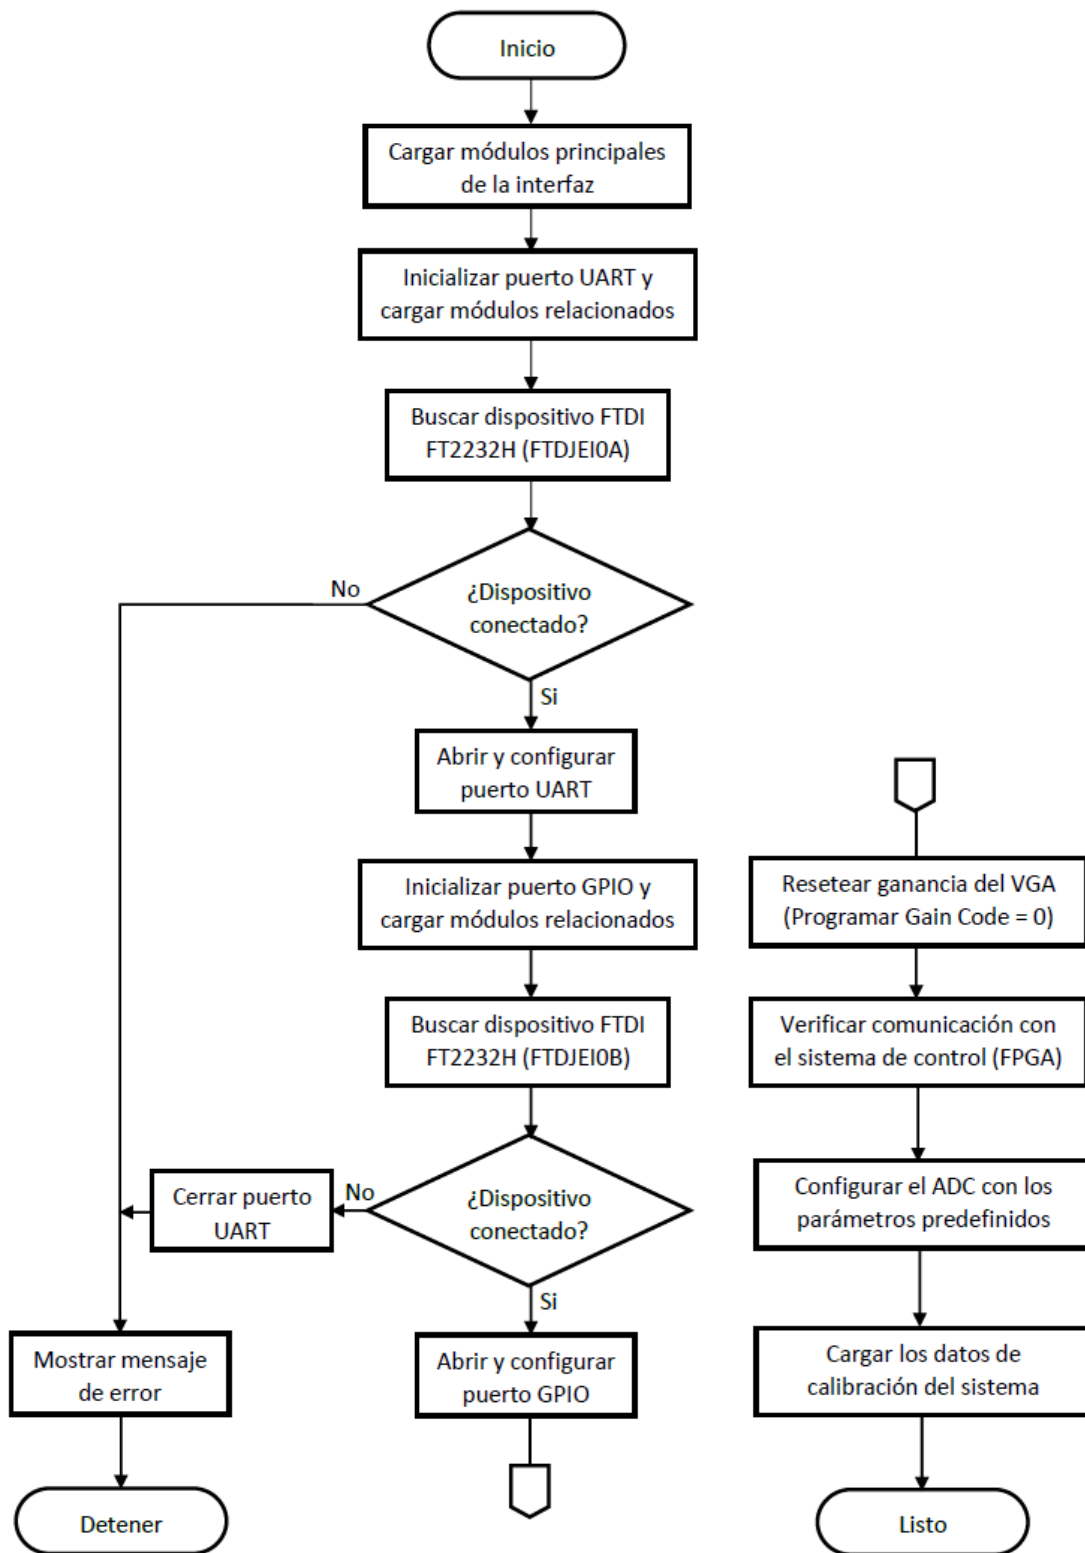 Inicio
Cargar módulos principales
de la interfaz
Inicializar puerto UART y
cargar módulos relacionados
Buscar dispositivo FTDI
FT2232H (FTDJEI0A)
No
¿Dispositivo
conectado?
Si
Abrir y configurar
puerto UART
Inicializar puerto GPIO y
cargar módulos relacionados
Buscar dispositivo FTDI
FT2232H (FTDJEI0B)
Cerrar puerto
UART
No
¿Dispositivo
conectado?
Si
Mostrar mensaje
de error
Abrir y configurar
puerto GPIO
Detener
Resetear ganancia del VGA
(Programar Gain Code = 0)
Verificar comunicación con
el sistema de control (FPGA)
Configurar el ADC con los
parámetros predefinidos
Cargar los datos de
calibración del sistema
Listo